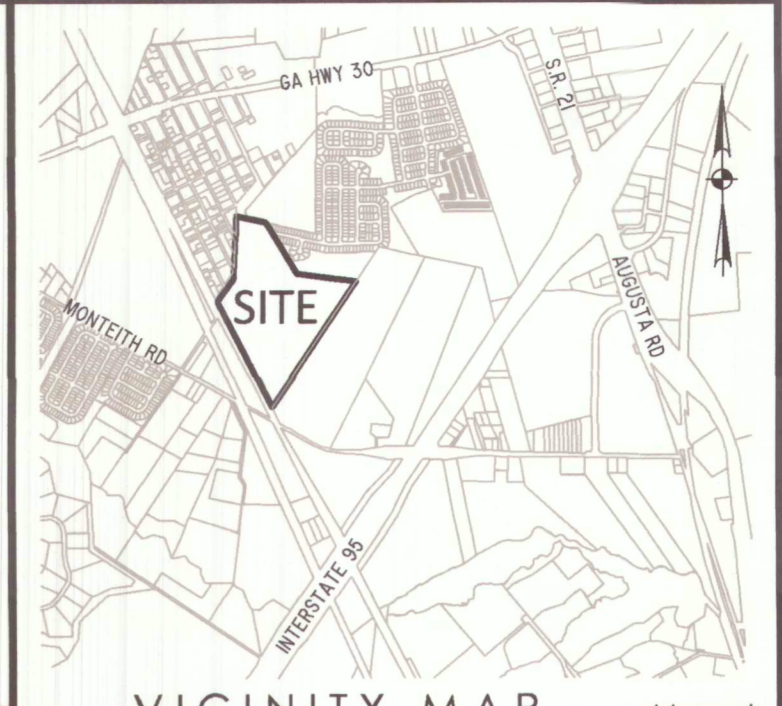 GA HWY 30
S.R. 21
SITE
MONTEITH RD
AUGUSTA RD
INTERSTATE 95
VICINITY MAP